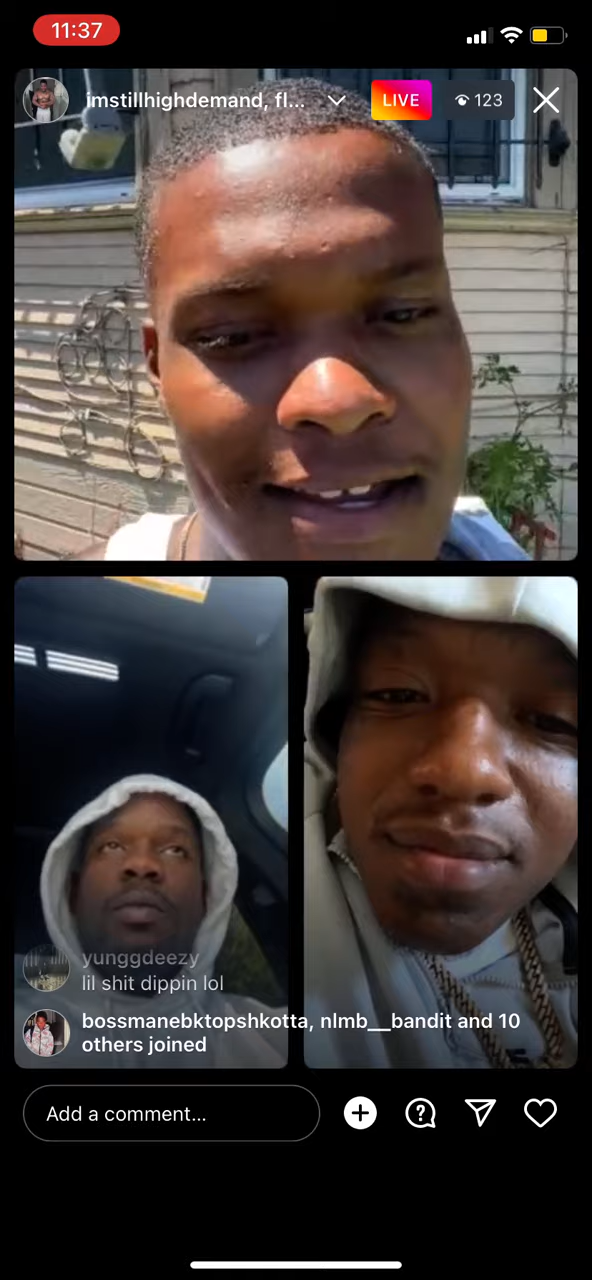 11:37
imstillhighdemand, fl...
LIVE
123
yunggdeezy
lil shit dippin lol
bossmanebktopshkotta, nlmb__bandit and 10
others joined
Add a comment...